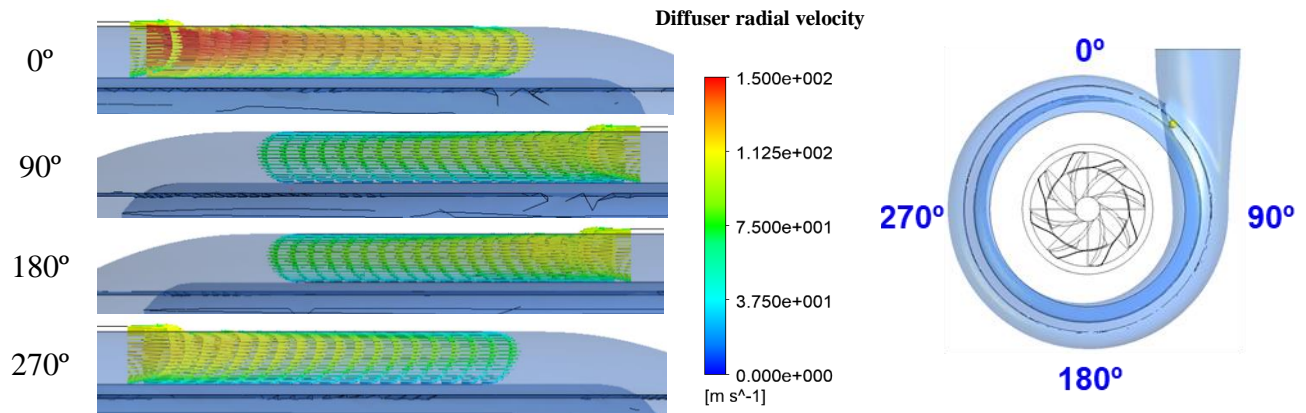 Diffuser radial velocity
0º
90º
180º
270º
1.500e+002
1.125e+002
7.500e+001
3.750e+001
0.000e+000
[m s^-1]
0º
270º
90º
180º